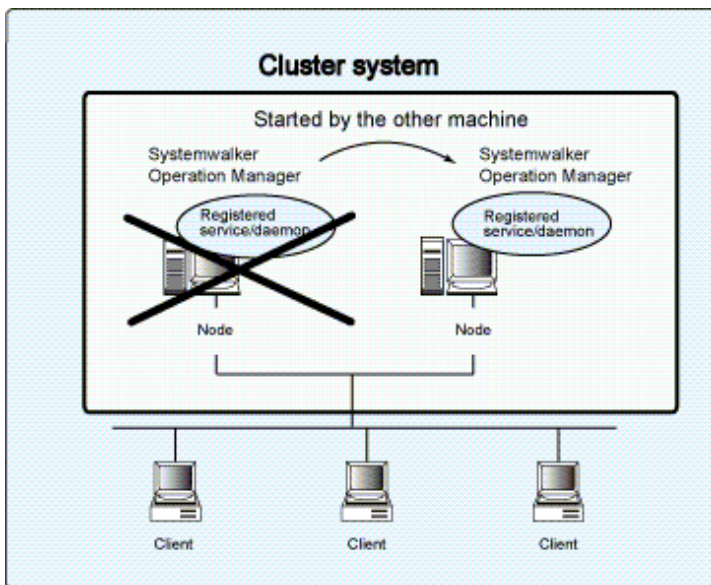 Cluster system
Started by the other machine
Systemwalker
Operation Manager
Systemwalker
Operation Manager
Registered
service/daemon
Registered
service/daemon
Node
Node
Client
Client
Client